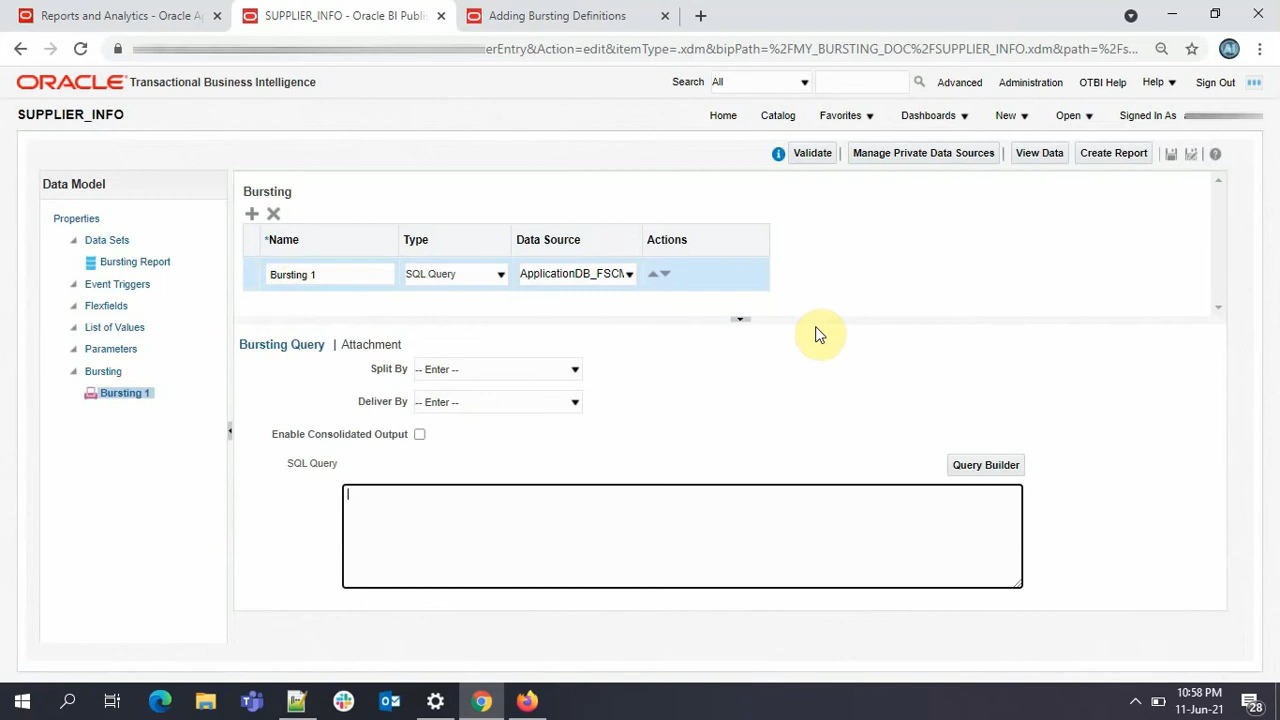 Reports and Analytics - Oracle Ap
SUPPLIER_INFO - Oracle BI Publis
Adding Bursting Definitions
erEntry&Action=edit&itemType=.xdm&bipPath=%2FMY_BURSTING_DOC%2FSUPPLIER_INFO.xdm&path=%2Fs...
ORACLE Transactional Business Intelligence
Search All
Advanced Administration OTBI Help Help Sign Out
SUPPLIER_INFO
Home Catalog Favorites Dashboards New Open Signed In As
Validate | Manage Private Data Sources | View Data Create Report
Data Model
Properties
Data Sets
Bursting Report
Event Triggers
Flexfields
List of Values
Parameters
Bursting
Bursting 1
Bursting
*Name Type Data Source Actions
Bursting 1 SQL Query ApplicationDB_FSCM
Bursting Query | Attachment
Split By -- Enter --
Deliver By -- Enter --
Enable Consolidated Output
SQL Query
Query Builder
10:58 PM
11-Jun-21
28